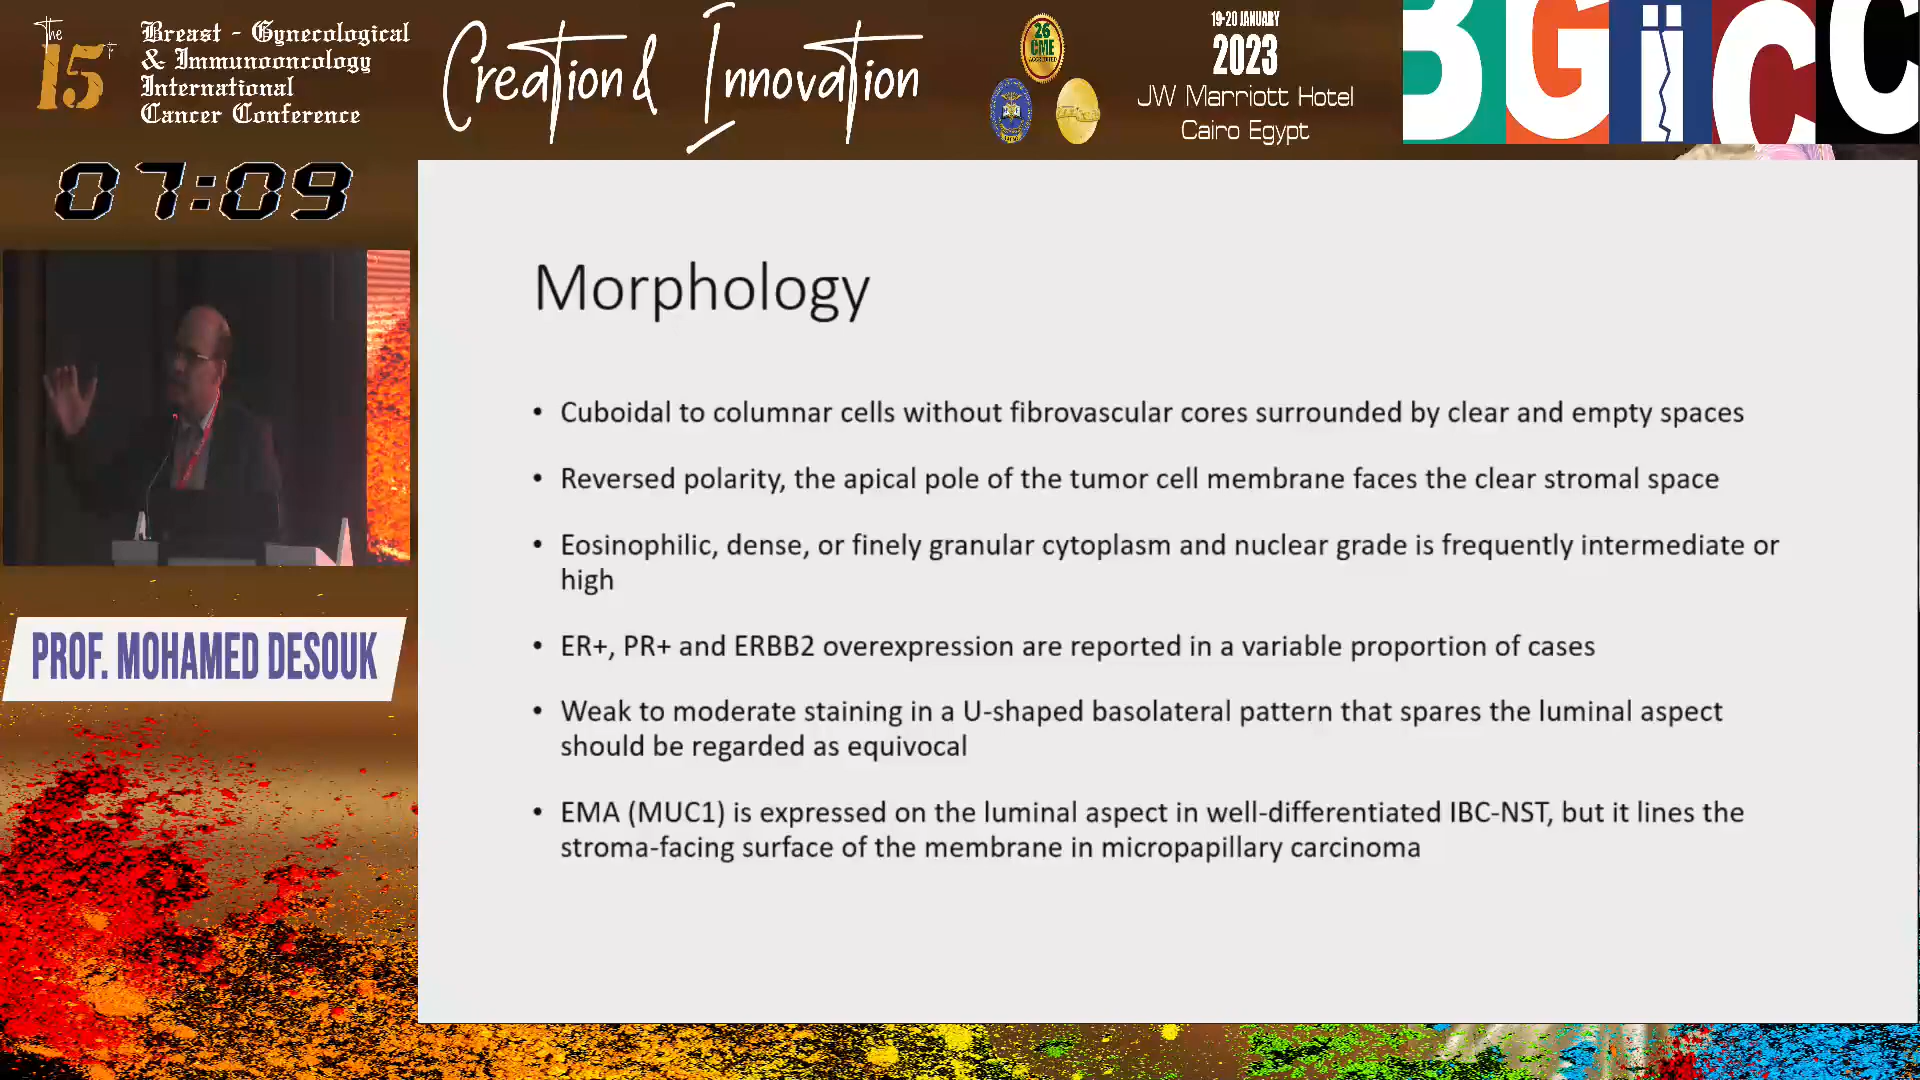 The
15st
Breast - Gynecological
& Immunooncology
International
Cancer Conference
Creation & Innovation
26
CME
ACCREDITED
19-20 JANUARY
2023
JW Marriott Hotel
Cairo Egypt
BGiCC
07:09
PROF. MOHAMED DESOUK
Morphology
• Cuboidal to columnar cells without fibrovascular cores surrounded by clear and empty spaces
• Reversed polarity, the apical pole of the tumor cell membrane faces the clear stromal space
• Eosinophilic, dense, or finely granular cytoplasm and nuclear grade is frequently intermediate or
high
• ER+, PR+ and ERBB2 overexpression are reported in a variable proportion of cases
• Weak to moderate staining in a U-shaped basolateral pattern that spares the luminal aspect
should be regarded as equivocal
• EMA (MUC1) is expressed on the luminal aspect in well-differentiated IBC-NST, but it lines the
stroma-facing surface of the membrane in micropapillary carcinoma